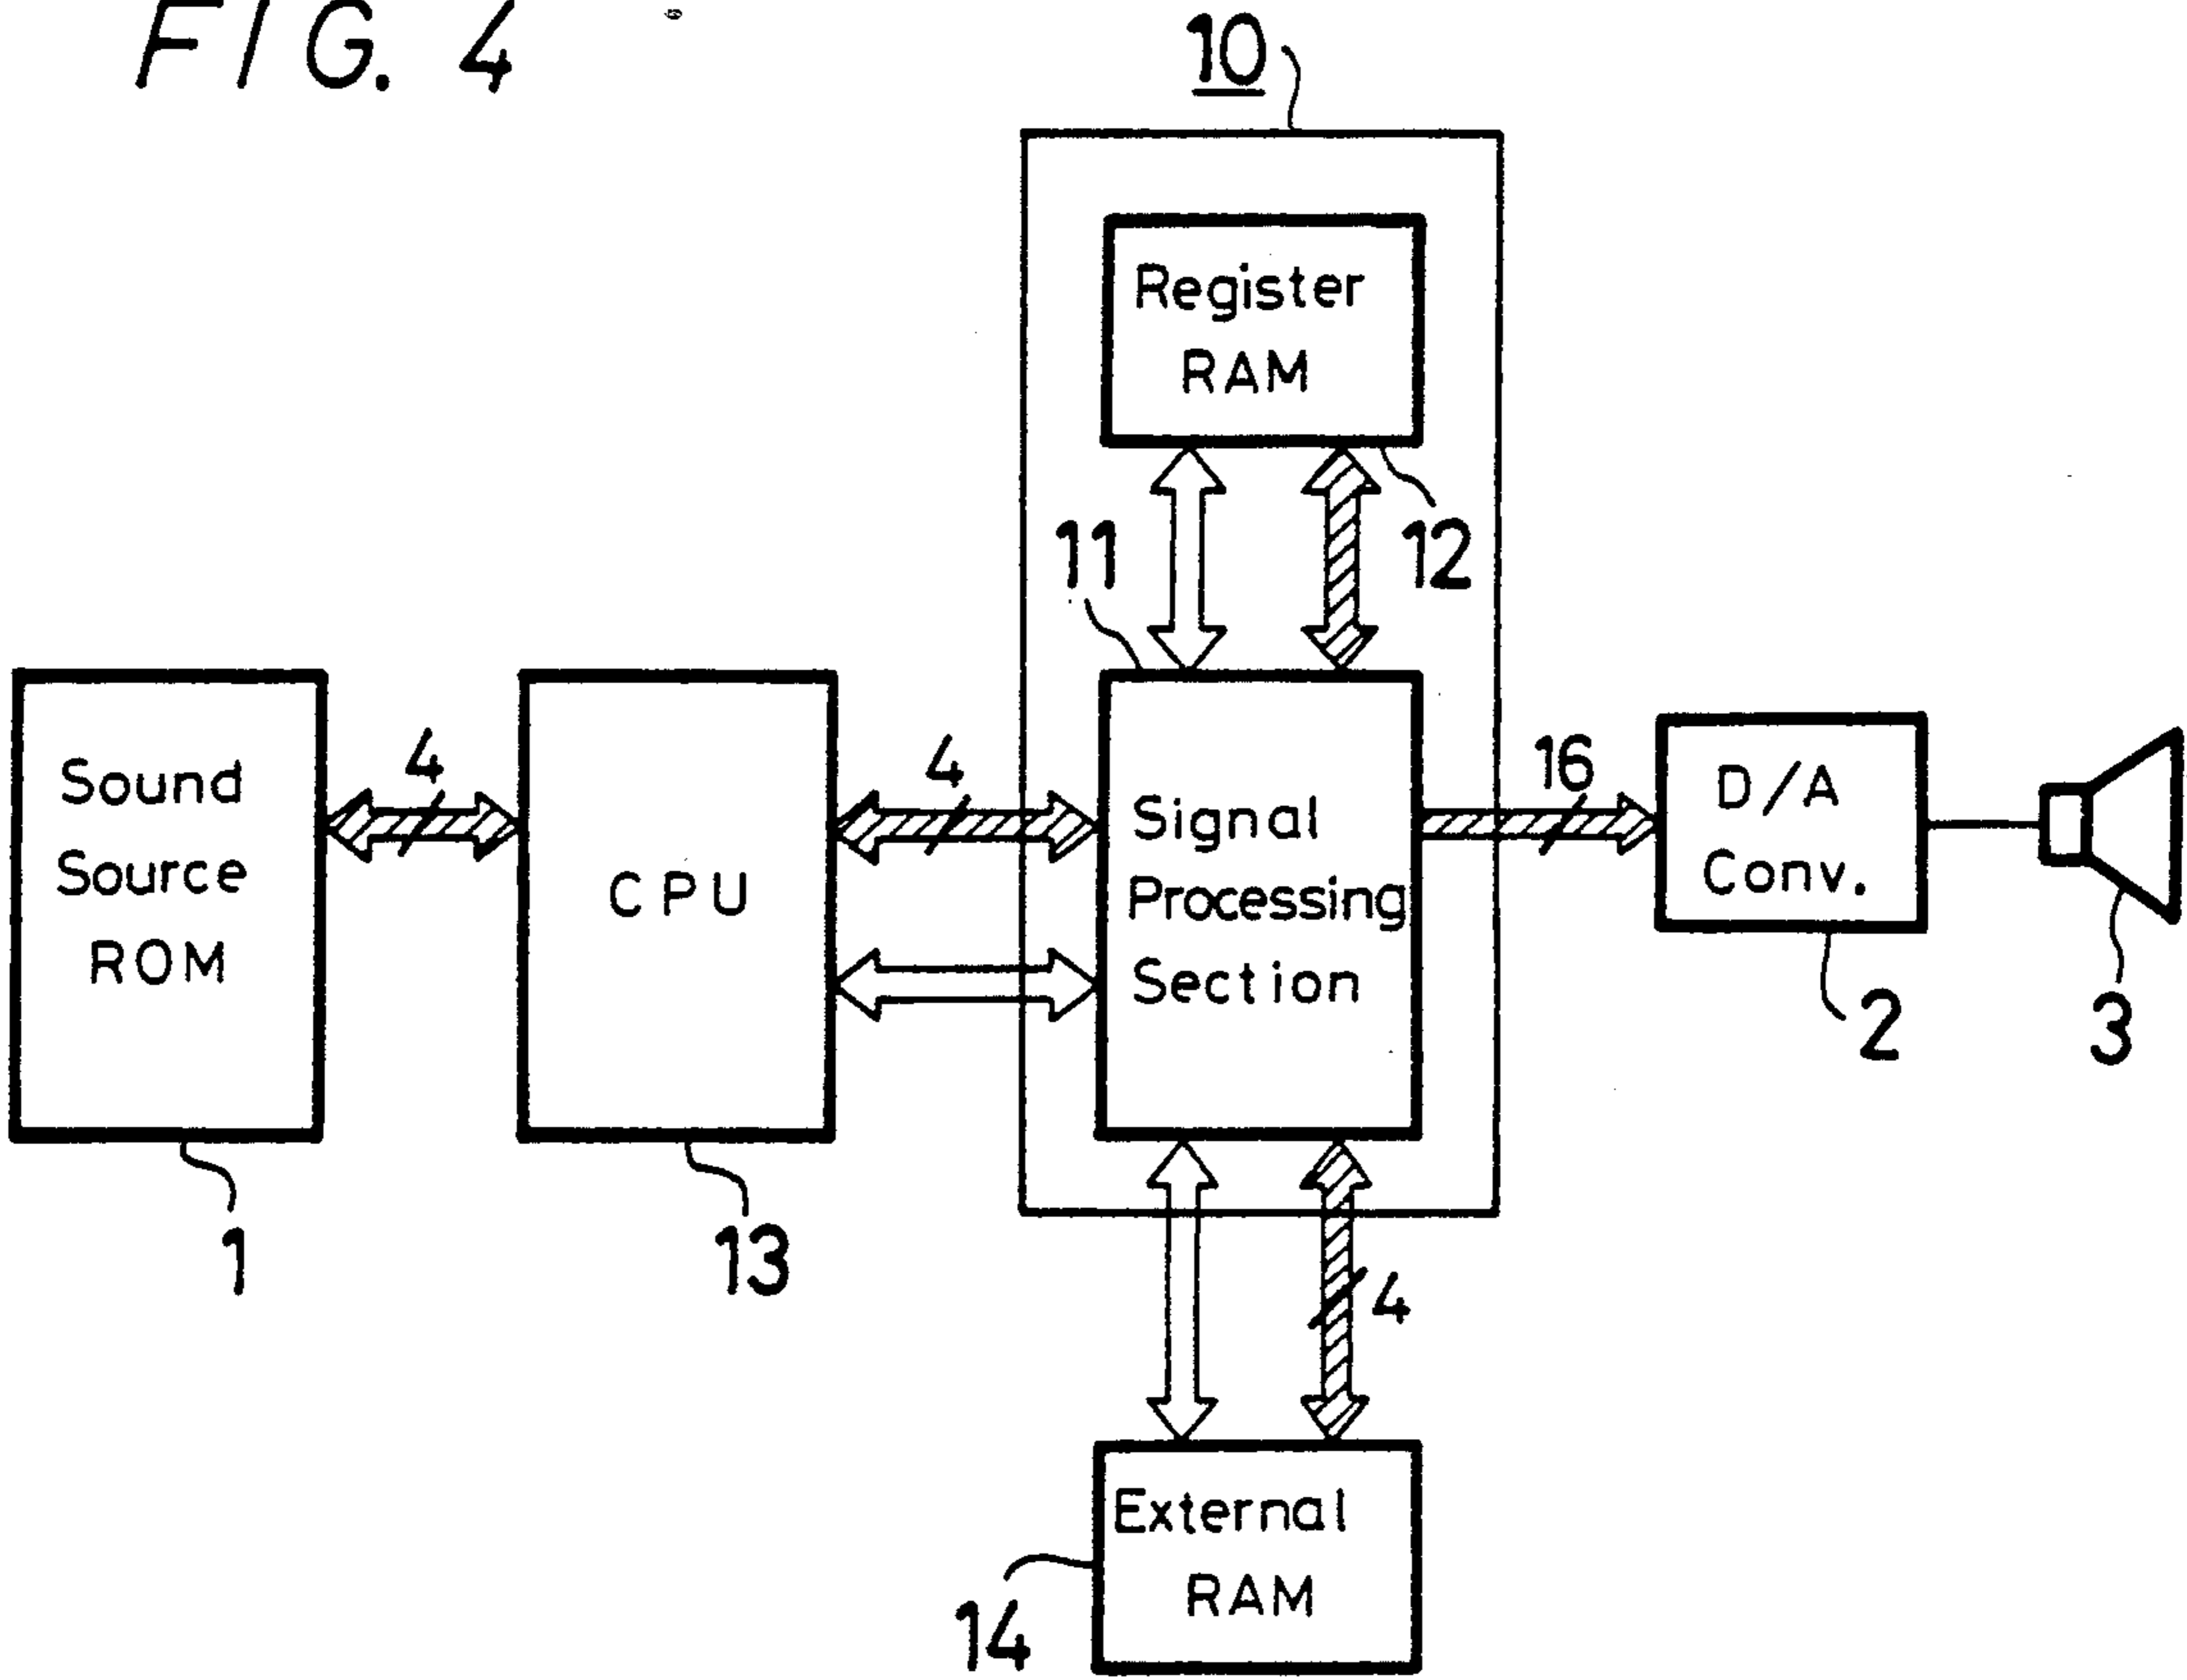 FIG. 4
10
Register
RAM
11
12
Sound
Source
ROM
4
CPU
4
Signal
Processing
Section
16
D/A
Conv.
1
13
2
3
4
External
RAM
14